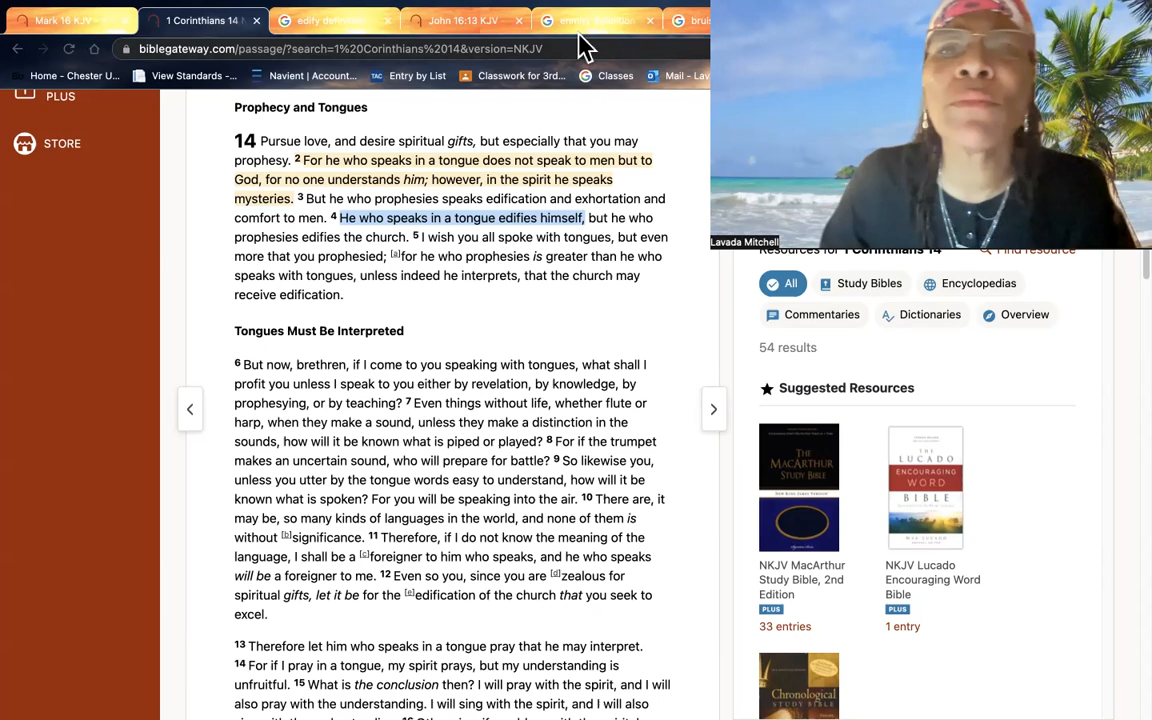 Mark 16 KJV
1 Corinthians 14
edify defini
John 16:13 KJV
enmity definition
brui
biblegateway.com/passage/?search=1%20Corinthians%2014&version=NKJV
Home - Chester U...
View Standards -...
Navient | Account...
TAC Entry by List
Classwork for 3rd...
Classes
Mail - Lav
PLUS
STORE
Prophecy and Tongues
14 Pursue love, and desire spiritual gifts, but especially that you may
prophesy. 2 For he who speaks in a tongue does not speak to men but to
God, for no one understands him; however, in the spirit he speaks
mysteries. 3 But he who prophesies speaks edification and exhortation and
comfort to men. 4 He who speaks in a tongue edifies himself, but he who
prophesies edifies the church. 5 I wish you all spoke with tongues, but even
more that you prophesied; [a]for he who prophesies is greater than he who
speaks with tongues, unless indeed he interprets, that the church may
receive edification.
Tongues Must Be Interpreted
6 But now, brethren, if I come to you speaking with tongues, what shall I
profit you unless I speak to you either by revelation, by knowledge, by
prophesying, or by teaching? 7 Even things without life, whether flute or
harp, when they make a sound, unless they make a distinction in the
sounds, how will it be known what is piped or played? 8 For if the trumpet
makes an uncertain sound, who will prepare for battle? 9 So likewise you,
unless you utter by the tongue words easy to understand, how will it be
known what is spoken? For you will be speaking into the air. 10 There are, it
may be, so many kinds of languages in the world, and none of them is
without [b]significance. 11 Therefore, if I do not know the meaning of the
language, I shall be a [c]foreigner to him who speaks, and he who speaks
will be a foreigner to me. 12 Even so you, since you are [d]zealous for
spiritual gifts, let it be for the [e]edification of the church that you seek to
excel.
13 Therefore let him who speaks in a tongue pray that he may interpret.
14 For if I pray in a tongue, my spirit prays, but my understanding is
unfruitful. 15 What is the conclusion then? I will pray with the spirit, and I will
also pray with the understanding. I will sing with the spirit, and I will also
Lavada Mitchell
Resources for 1 Corinthians 14
Find resource
All
Study Bibles
Encyclopedias
Commentaries
Dictionaries
Overview
54 results
Suggested Resources
THE
MACARTHUR
STUDY BIBLE
THE
LUCADO
ENCOURAGING
WORD
BIBLE
NKJV MacArthur
Study Bible, 2nd
Edition
PLUS
33 entries
NKJV Lucado
Encouraging Word
Bible
PLUS
1 entry
Chronological
STUDY BIBLE